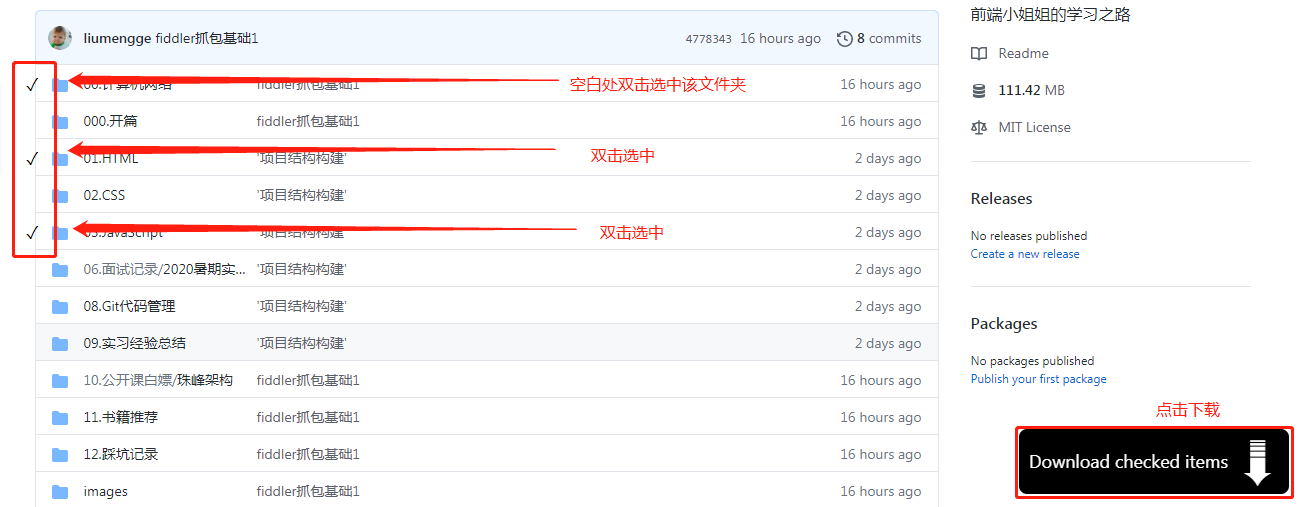 liumengge fiddler抓包基础1 4778343 16 hours ago 8 commits
00.计算机网络 fiddler抓包基础1 16 hours ago
空白处双击选中该文件夹
000.开篇 fiddler抓包基础1 16 hours ago
01.HTML '项目结构构建' 2 days ago
双击选中
02.CSS '项目结构构建' 2 days ago
03.JavaScript '项目结构构建' 2 days ago
双击选中
06.面试记录/2020暑期实... '项目结构构建' 2 days ago
08.Git代码管理 '项目结构构建' 2 days ago
09.实习经验总结 '项目结构构建' 2 days ago
10.公开课白嫖/珠峰架构 fiddler抓包基础1 16 hours ago
11.书籍推荐 fiddler抓包基础1 16 hours ago
12.踩坑记录 fiddler抓包基础1 16 hours ago
images fiddler抓包基础1 16 hours ago
前端小姐姐的学习之路
Readme
111.42 MB
MIT License
Releases
No releases published
Create a new release
Packages
No packages published
Publish your first package
点击下载
Download checked items